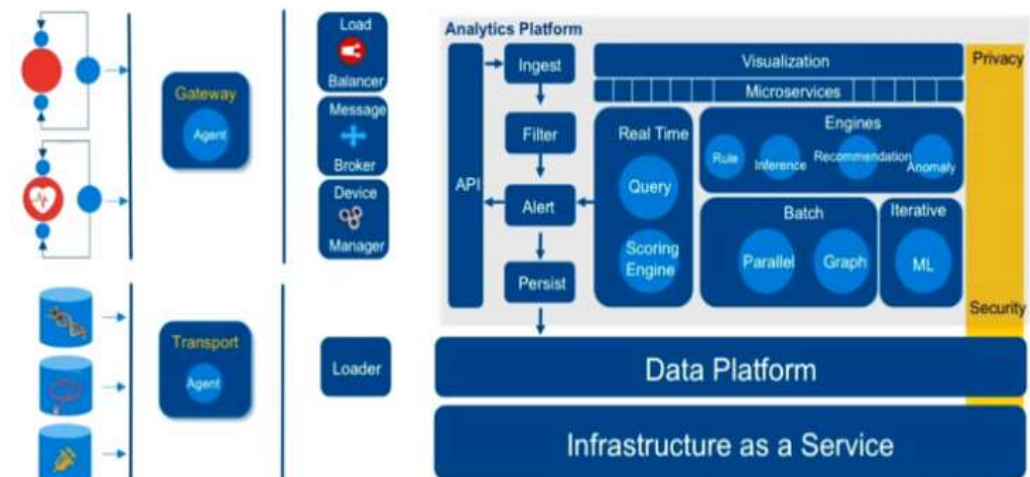 Gateway
Agent
Transport
Agent
Load
Balancer
Message
Broker
Device
Manager
Loader
Analytics Platform
API
Ingest
Filter
Alert
Persist
Visualization
Microservices
Real Time
Query
Scoring
Engine
Engines
Rule
Inference
Recommendation
Anomaly
Batch
Parallel
Graph
Iterative
ML
Privacy
Security
Data Platform
Infrastructure as a Service